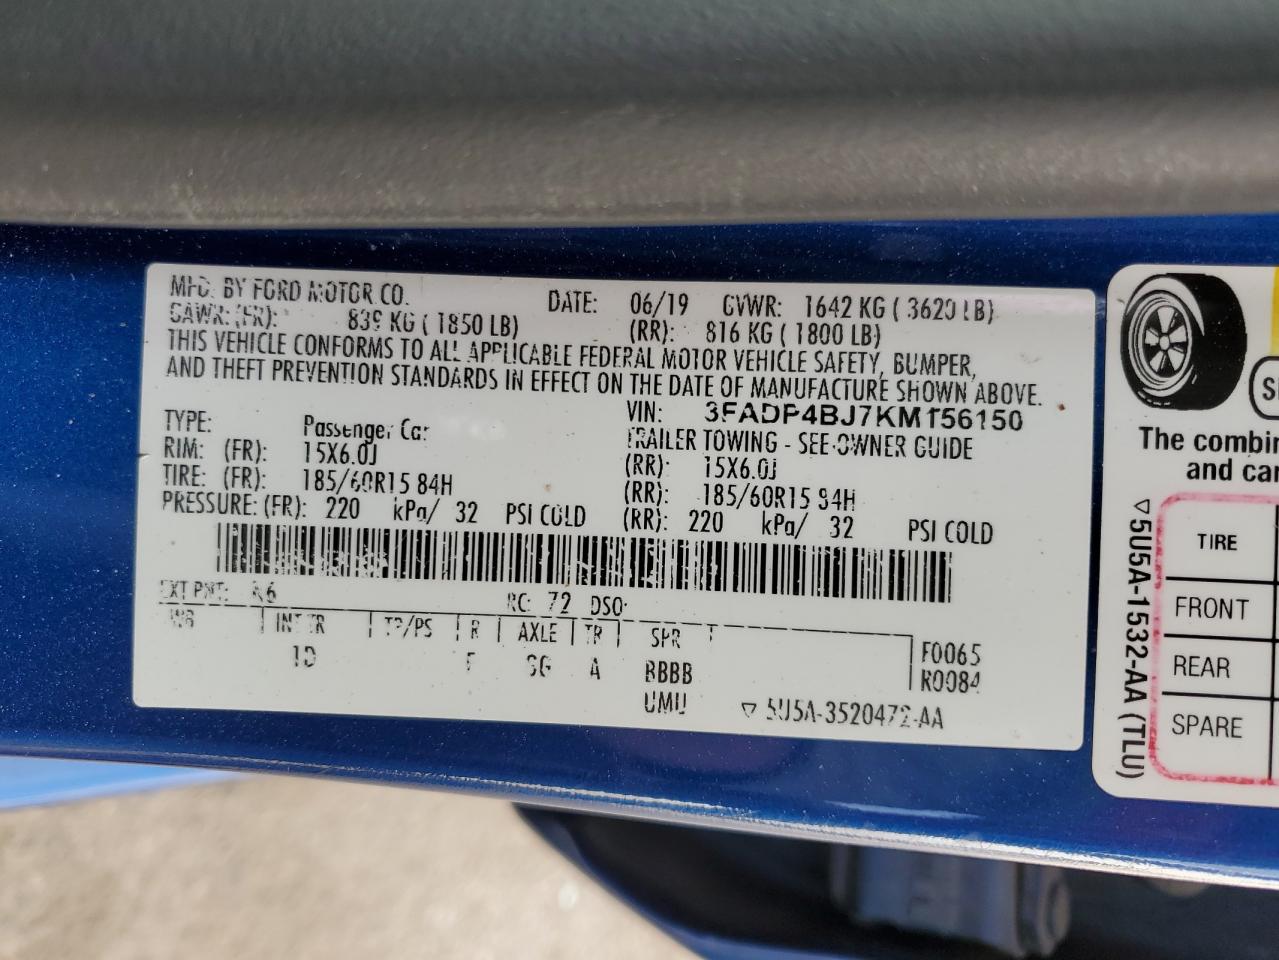 MFD. BY FORD MOTOR CO. DATE: 06/19 GVWR: 1642 KG ( 3620 LB)
GAWR: (FR): 839 KG ( 1850 LB) (RR): 816 KG ( 1800 LB)
THIS VEHICLE CONFORMS TO ALL APPLICABLE FEDERAL MOTOR VEHICLE SAFETY, BUMPER,
AND THEFT PREVENTION STANDARDS IN EFFECT ON THE DATE OF MANUFACTURE SHOWN ABOVE.
VIN: 3FADP4BJ7KM156150
TYPE: Passenger Car TRAILER TOWING - SEE OWNER GUIDE
RIM: (FR): 15X6.0J (RR): 15X6.0J
TIRE: (FR): 185/60R15 84H (RR): 185/60R15 84H
PRESSURE: (FR): 220 kPa/ 32 PSI COLD (RR): 220 kPa/ 32 PSI COLD
EXT PNT: RC: 72 DSO:
WB INT TR TP/PS R AXLE TR SPR
F A BBBB
UMU
F0065
R0084
▽ 5U5A-3520472-AA
The combin
and car
TIRE
FRONT
REAR
SPARE
▽ 5U5A-1532-AA (TLU)